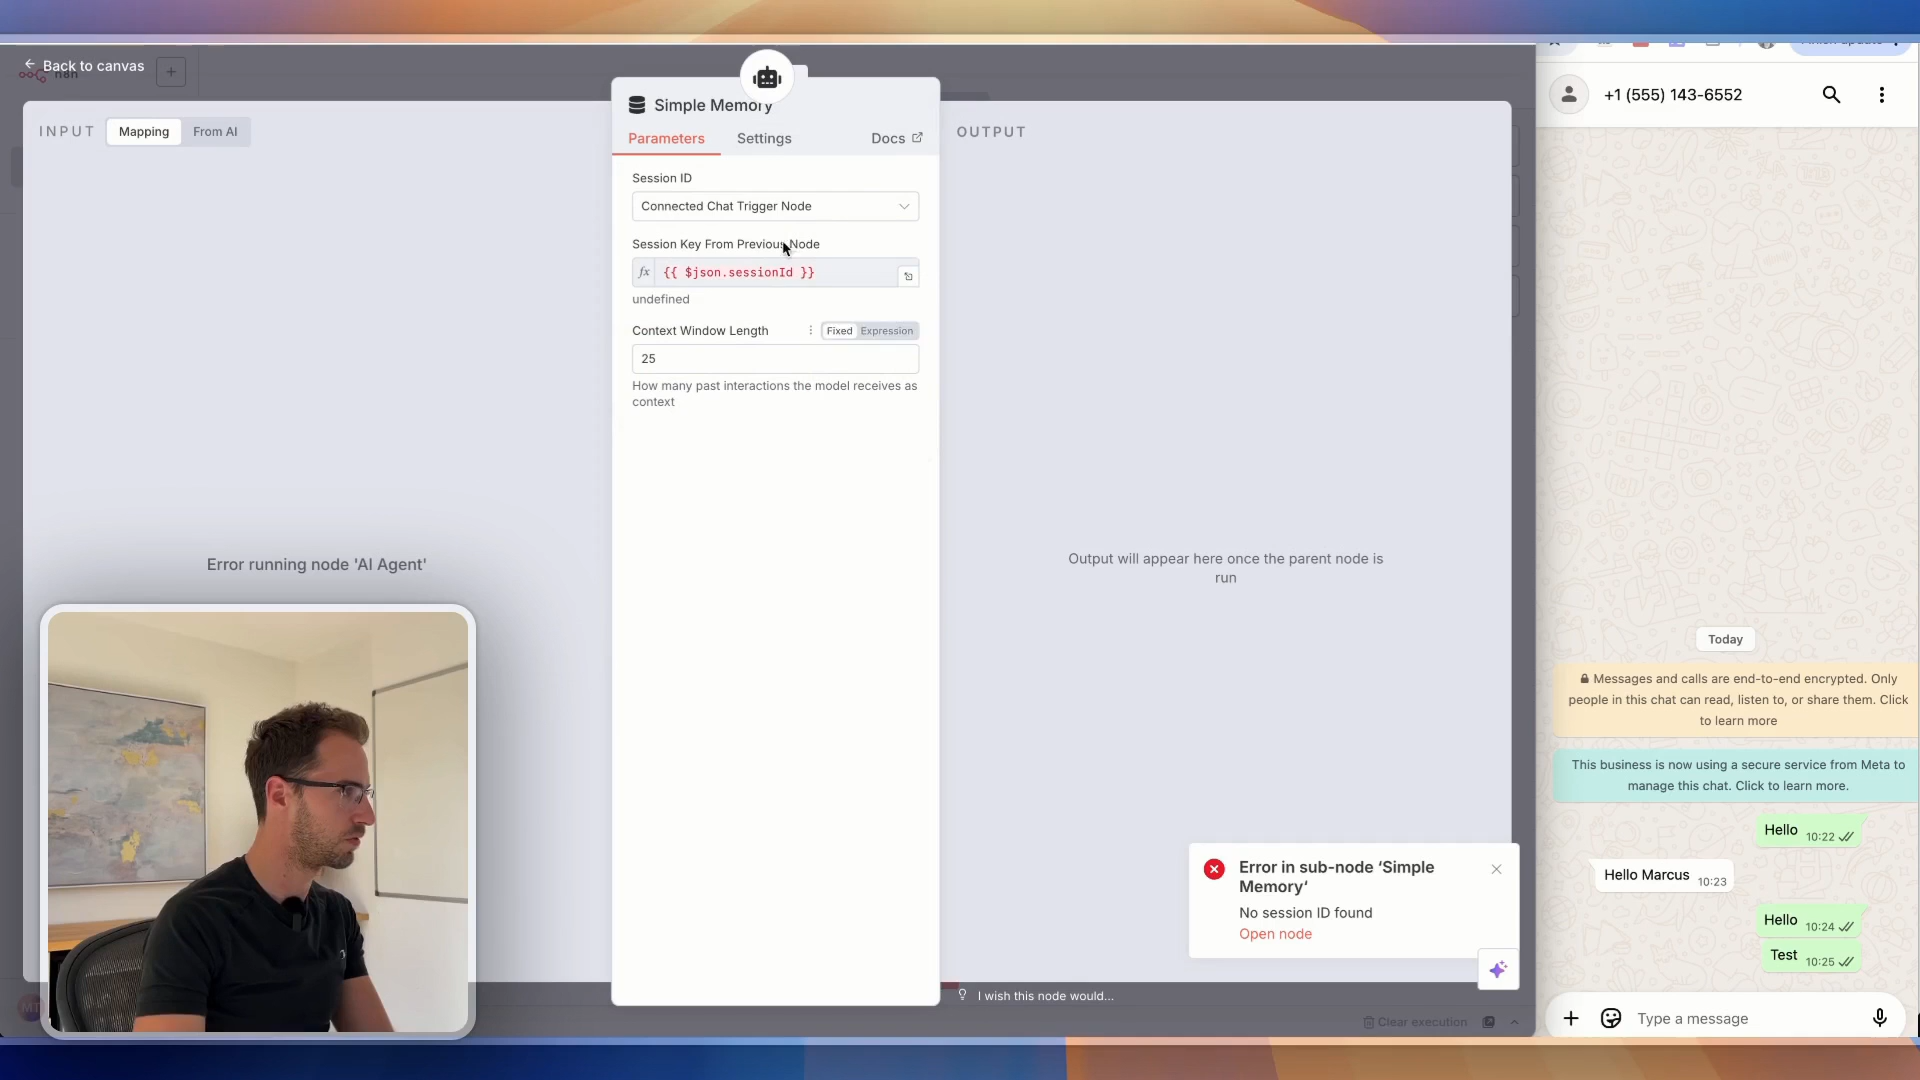 Back to canvas
n8n
INPUT
Mapping
From AI
Error running node 'AI Agent'
Simple Memory
Parameters
Settings
Docs
Session ID
Connected Chat Trigger Node
Session Key From Previous Node
fx
{{ $json.sessionId }}
undefined
Context Window Length
Fixed
Expression
25
How many past interactions the model receives as
context
OUTPUT
Output will appear here once the parent node is
run
Error in sub-node ‘Simple
Memory‘
No session ID found
Open node
I wish this node would...
Clear execution
+1 (555) 143-6552
Today
Messages and calls are end-to-end encrypted. Only
people in this chat can read, listen to, or share them. Click
to learn more
This business is now using a secure service from Meta to
manage this chat. Click to learn more.
Hello 10:22
Hello Marcus 10:23
Hello 10:24
Test 10:25
Type a message